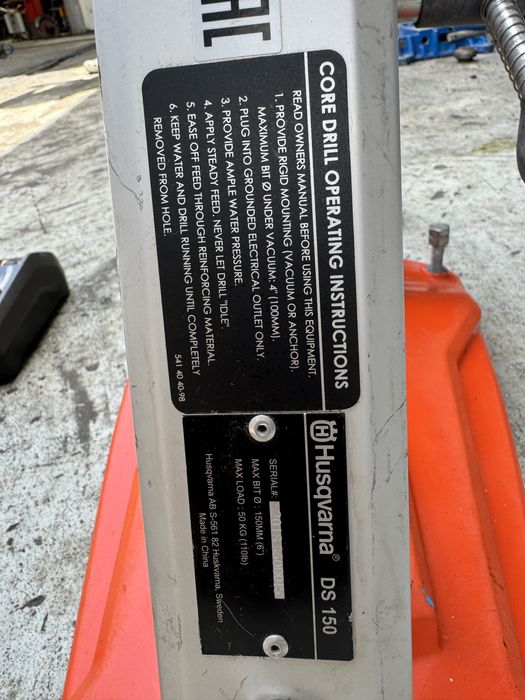 CORE DRILL OPERATING INSTRUCTIONS
READ OWNERS MANUAL BEFORE USING THIS EQUIPMENT.
1. PROVIDE RIGID MOUNTING (VACUUM OR ANCHOR).
MAXIMUM BIT Ø UNDER VACUUM: 4" (100MM).
2. PLUG INTO GROUNDED ELECTRICAL OUTLET ONLY.
3. PROVIDE AMPLE WATER PRESSURE.
4. APPLY STEADY FEED. NEVER LET DRILL "IDLE".
5. EASE OFF FEED THROUGH REINFORCING MATERIAL.
6. KEEP WATER AND DRILL RUNNING UNTIL COMPLETELY
REMOVED FROM HOLE.
541 40 40-98
Husqvarna® DS 150
SERIAL#:
MAX BIT Ø : 150MM (6")
MAX LOAD : 50 KG (110lb)
Husqvarna AB S-561 82 Huskvarna, Sweden
Made in China